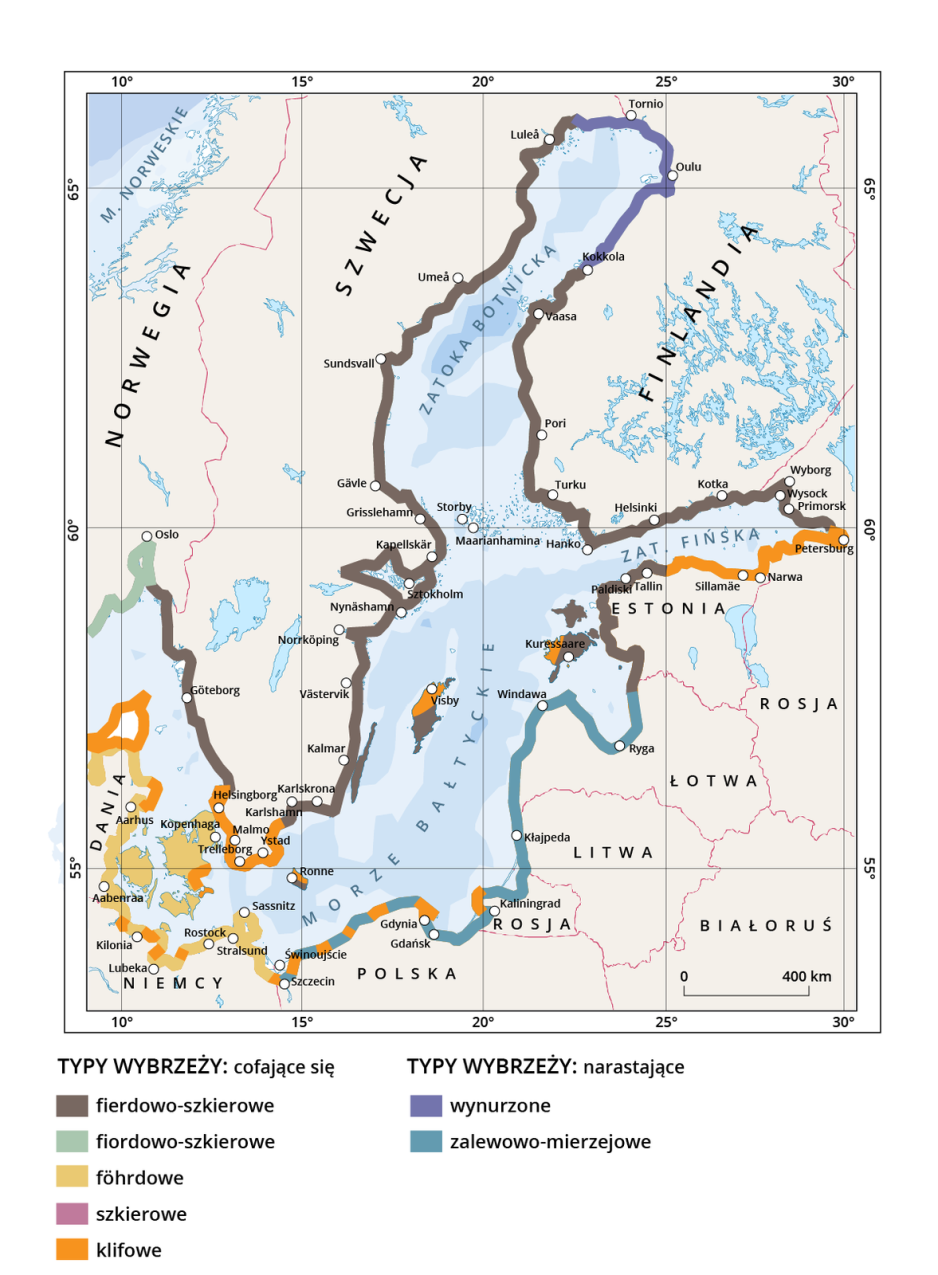 10° 15° 20° 25° 30°
Tornio
M. NORWESKIE
Luleå
SZWECJA
Oulu
65° 65°
FINLANDIA
Kokkola
NORWEGIA
Umeå
ZATOKA BOTNICKA
Vaasa
Sundsvall
Pori
Wyborg
Gävle
Turku
Kotka
Wysock
Storby
Primorsk
Grisslehamn
Helsinki
60° 60°
Oslo
Maarianhamina
Hanko
ZAT. FIŃSKA
Kapellskär
Petersburg
Sztokholm
Paldiski
Tallin
Sillamäe
Narwa
Nynäshamn
ESTONIA
Norrköping
Kuressaare
Göteborg
Västervik
Visby
Windawa
ROSJA
Kalmar
Ryga
DANIA
Helsingborg
Karlskrona
ŁOTWA
Karlshamn
Aarhus
Kopenhaga
Malmo
Ystad
Kłajpeda
Trelleborg
LITWA
55° 55°
Ronne
MORZE BAŁTYCKIE
Aabenraa
Sassnitz
Kaliningrad
Gdynia
ROSJA
BIAŁORUŚ
Kilonia
Rostock
Gdańsk
Stralsund
Świnoujście
Lubeka
POLSKA
NIEMCY
Szczecin
0 400 km
10° 15° 20° 25° 30°
TYPY WYBRZEŻY: cofające się
fierdowo-szkierowe
fiordowo-szkierowe
föhrdowe
szkierowe
klifowe
TYPY WYBRZEŻY: narastające
wynurzone
zalewowo-mierzejowe